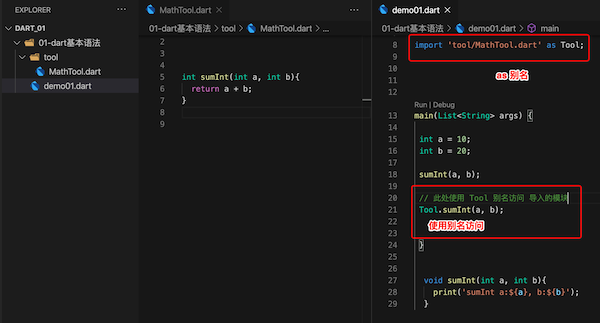 EXPLORER
DART_01
01-dart基本语法
tool
MathTool.dart
demo01.dart
MathTool.dart
01-dart基本语法 > tool > MathTool.dart > ...
2
3
4
5 int sumInt(int a, int b){
6 return a + b;
7 }
8
9
demo01.dart
01-dart基本语法 > demo01.dart > main
8 import 'tool/MathTool.dart' as Tool;
9
10
as 别名
11
12
Run | Debug
13 main(List<String> args) {
14
15 int a = 10;
16 int b = 20;
17
18 sumInt(a, b);
19
20 // 此处使用 Tool 别名访问 导入的模块
21 Tool.sumInt(a, b);
22 使用别名访问
23
24 }
25
26
27 void sumInt(int a, int b){
28 print('sumInt a:${a}, b:${b}');
29 }